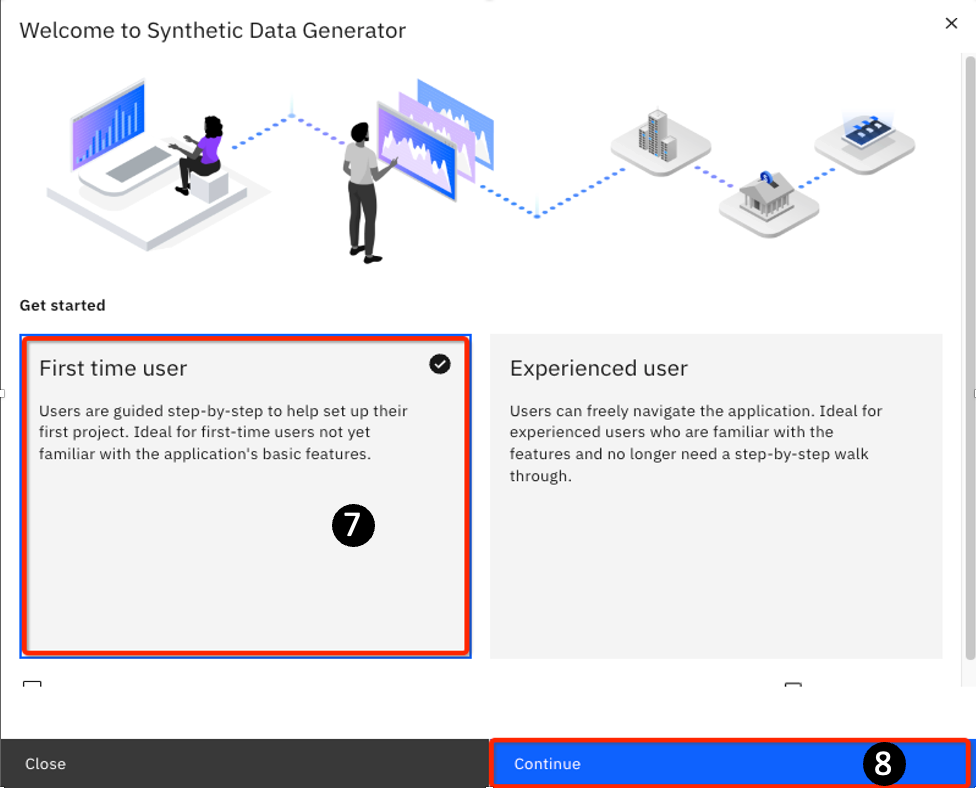 Welcome to Synthetic Data Generator
Get started
First time user
Users are guided step-by-step to help set up their
first project. Ideal for first-time users not yet
familiar with the application's basic features.
7
Experienced user
Users can freely navigate the application. Ideal for
experienced users who are familiar with the
features and no longer need a step-by-step walk
through.
Close
Continue
8